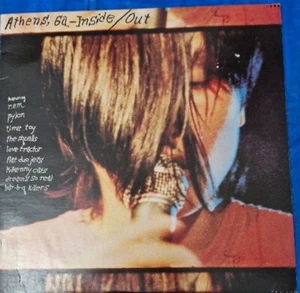 Athens, Ga.-Inside/Out
featuring
r.e.m.
pylon
time toy
the squalls
love tractor
flat duo jets
kilkenny cats
dreams so real
bar-b-q killers